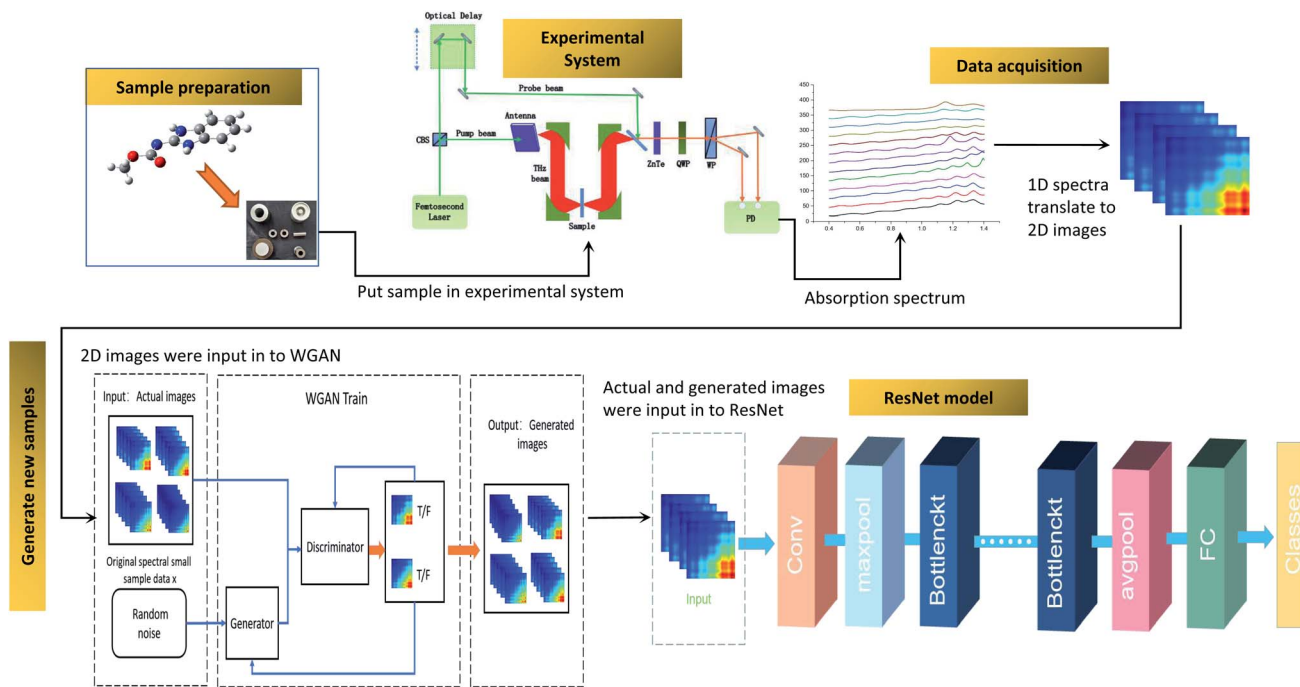 Sample preparation
Experimental
System
Data acquisition
Optical Delay
Probe beam
Antenna
CBS
Pump beam
THz
beam
Femtosecond
Laser
Sample
ZnTe
QWP
WP
PD
450
400
350
300
250
200
150
100
50
0
0.4
0.6
0.8
1.0
1.2
1.4
1D spectra
translate to
2D images
Put sample in experimental system
Absorption spectrum
Generate new samples
2D images were input in to WGAN
Input: Actual images
Original spectral small
sample data x
Random
noise
WGAN Train
Generator
Discriminator
T/F
T/F
Output: Generated
images
Actual and generated images
were input in to ResNet
ResNet model
Input
Conv
maxpool
Bottlenckt
Bottlenckt
avgpool
FC
Classes